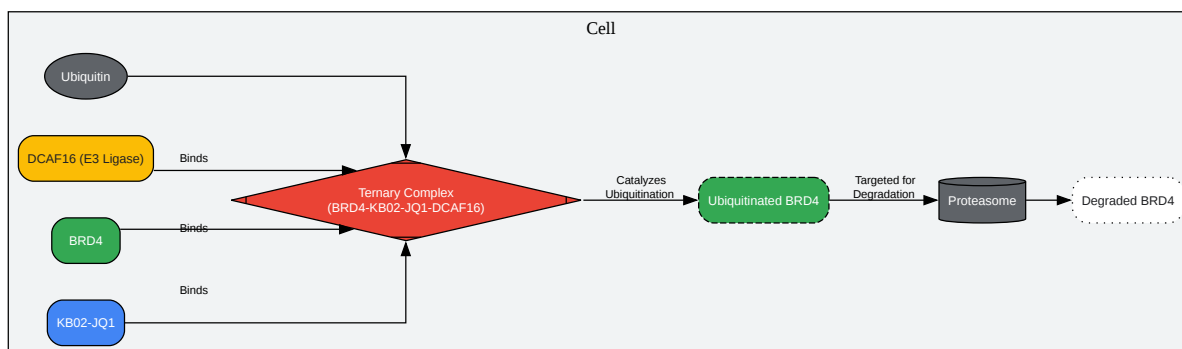 Cell
Ubiquitin
DCAF16 (E3 Ligase)
Binds
BRD4
Binds
KB02-JQ1
Binds
Ternary Complex
(BRD4-KB02-JQ1-DCAF16)
Catalyzes
Ubiquitination
Ubiquitinated BRD4
Targeted for
Degradation
Proteasome
Degraded BRD4